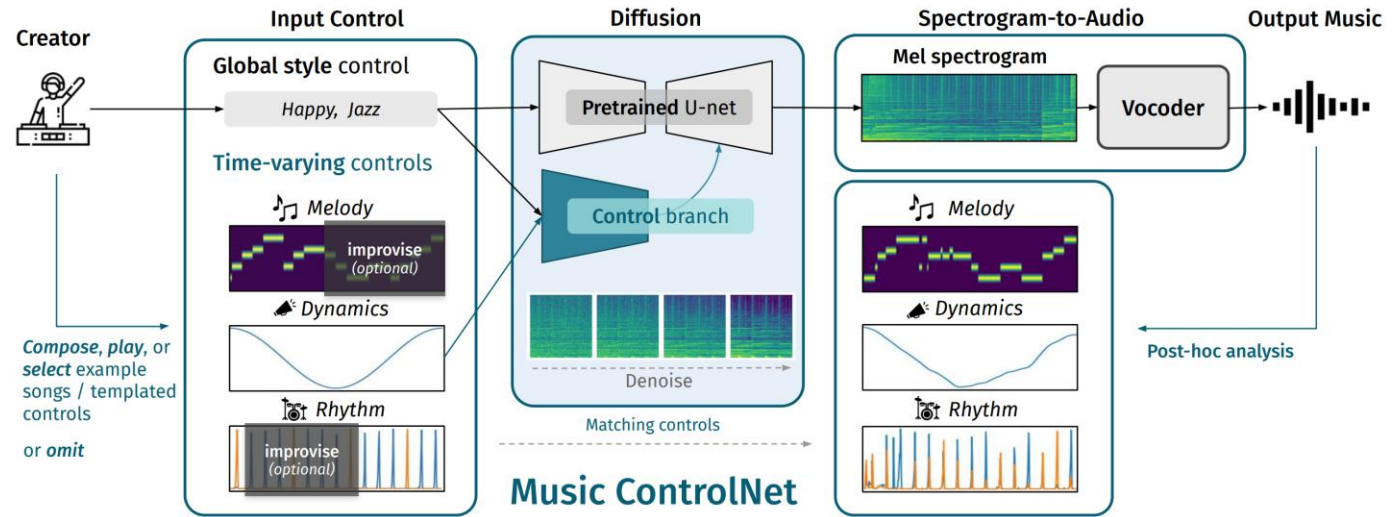 Creator
Input Control
Diffusion
Spectrogram-to-Audio
Output Music
Global style control
Happy, Jazz
Time-varying controls
Melody
improvise
(optional)
Dynamics
Rhythm
improvise
(optional)
Compose, play, or
select example
songs / templated
controls
or omit
Pretrained U-net
Control branch
Denoise
Matching controls
Music ControlNet
Mel spectrogram
Vocoder
Melody
Dynamics
Rhythm
Post-hoc analysis